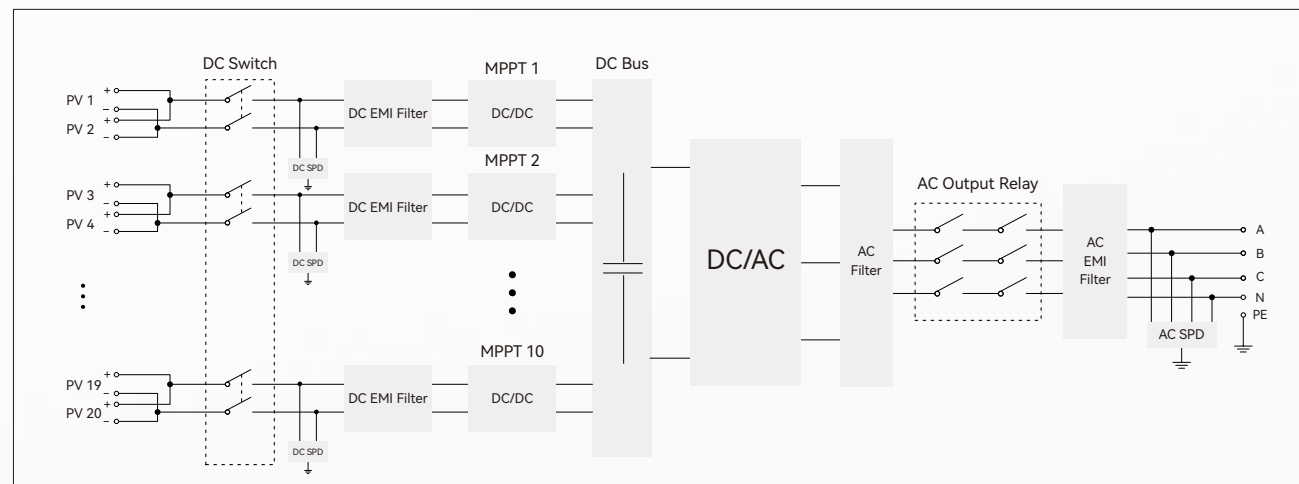 DC Switch
MPPT 1
DC Bus
PV 1
+
–
PV 2
+
–
DC EMI Filter
DC/DC
DC SPD
MPPT 2
PV 3
+
–
PV 4
+
–
DC EMI Filter
DC/DC
DC SPD
MPPT 10
PV 19
+
–
PV 20
+
–
DC EMI Filter
DC/DC
DC SPD
DC/AC
AC
Filter
AC Output Relay
AC
EMI
Filter
A
B
C
N
PE
AC SPD